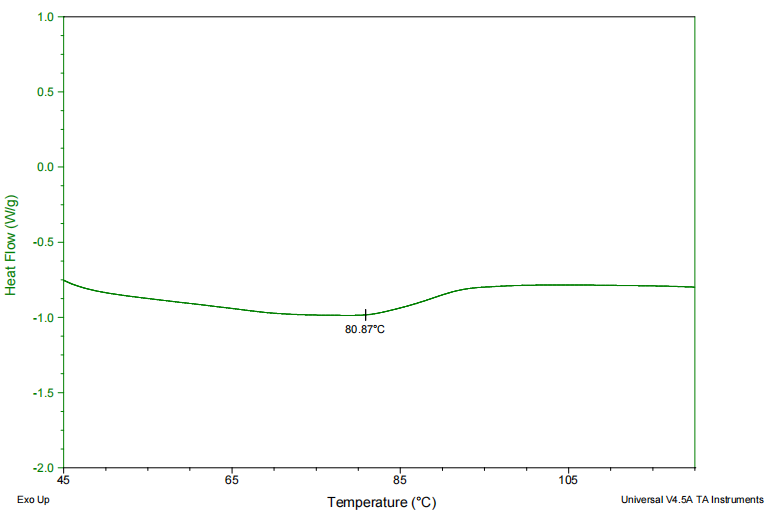 1.0
0.5
0.0
-0.5
-1.0
-1.5
-2.0
Heat Flow (W/g)
80.87°C
45
65
85
105
Exo Up
Temperature (°C)
Universal V4.5A TA Instruments